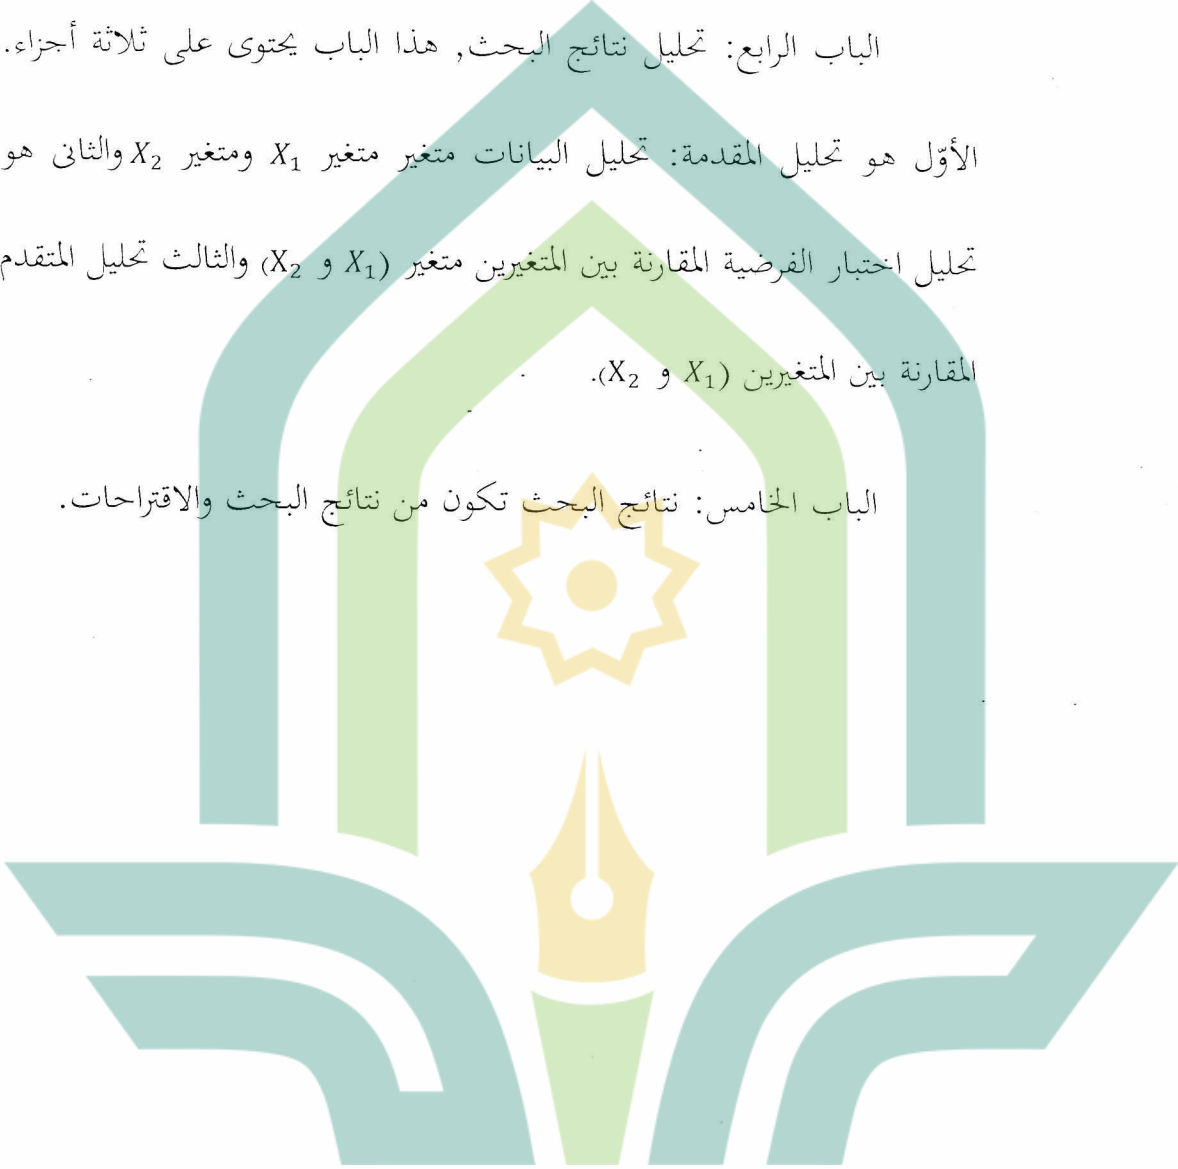 الباب الرابع: تحليل نتائج البحث, هذا الباب يحتوى على ثلاثة أجزاء.
الأوّل هو تحليل المقدمة: تحليل البيانات متغير متغير X₁ ومتغير X₂ والثانى هو
تحليل اختبار الفرضية المقارنة بين المتغيرين متغير (X₁ و X₂) والثالث تحليل المتقدم
المقارنة بين المتغيرين (X₁ و X₂).
الباب الخامس: نتائج البحث تكون من نتائج البحث والاقتراحات.